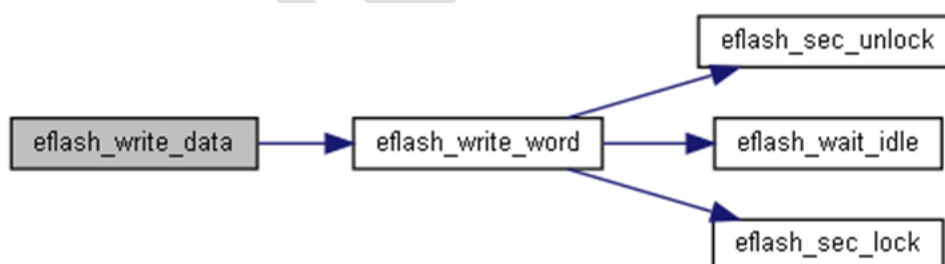 eflash_sec_unlock
eflash_write_data
eflash_write_word
eflash_wait_idle
eflash_sec_lock